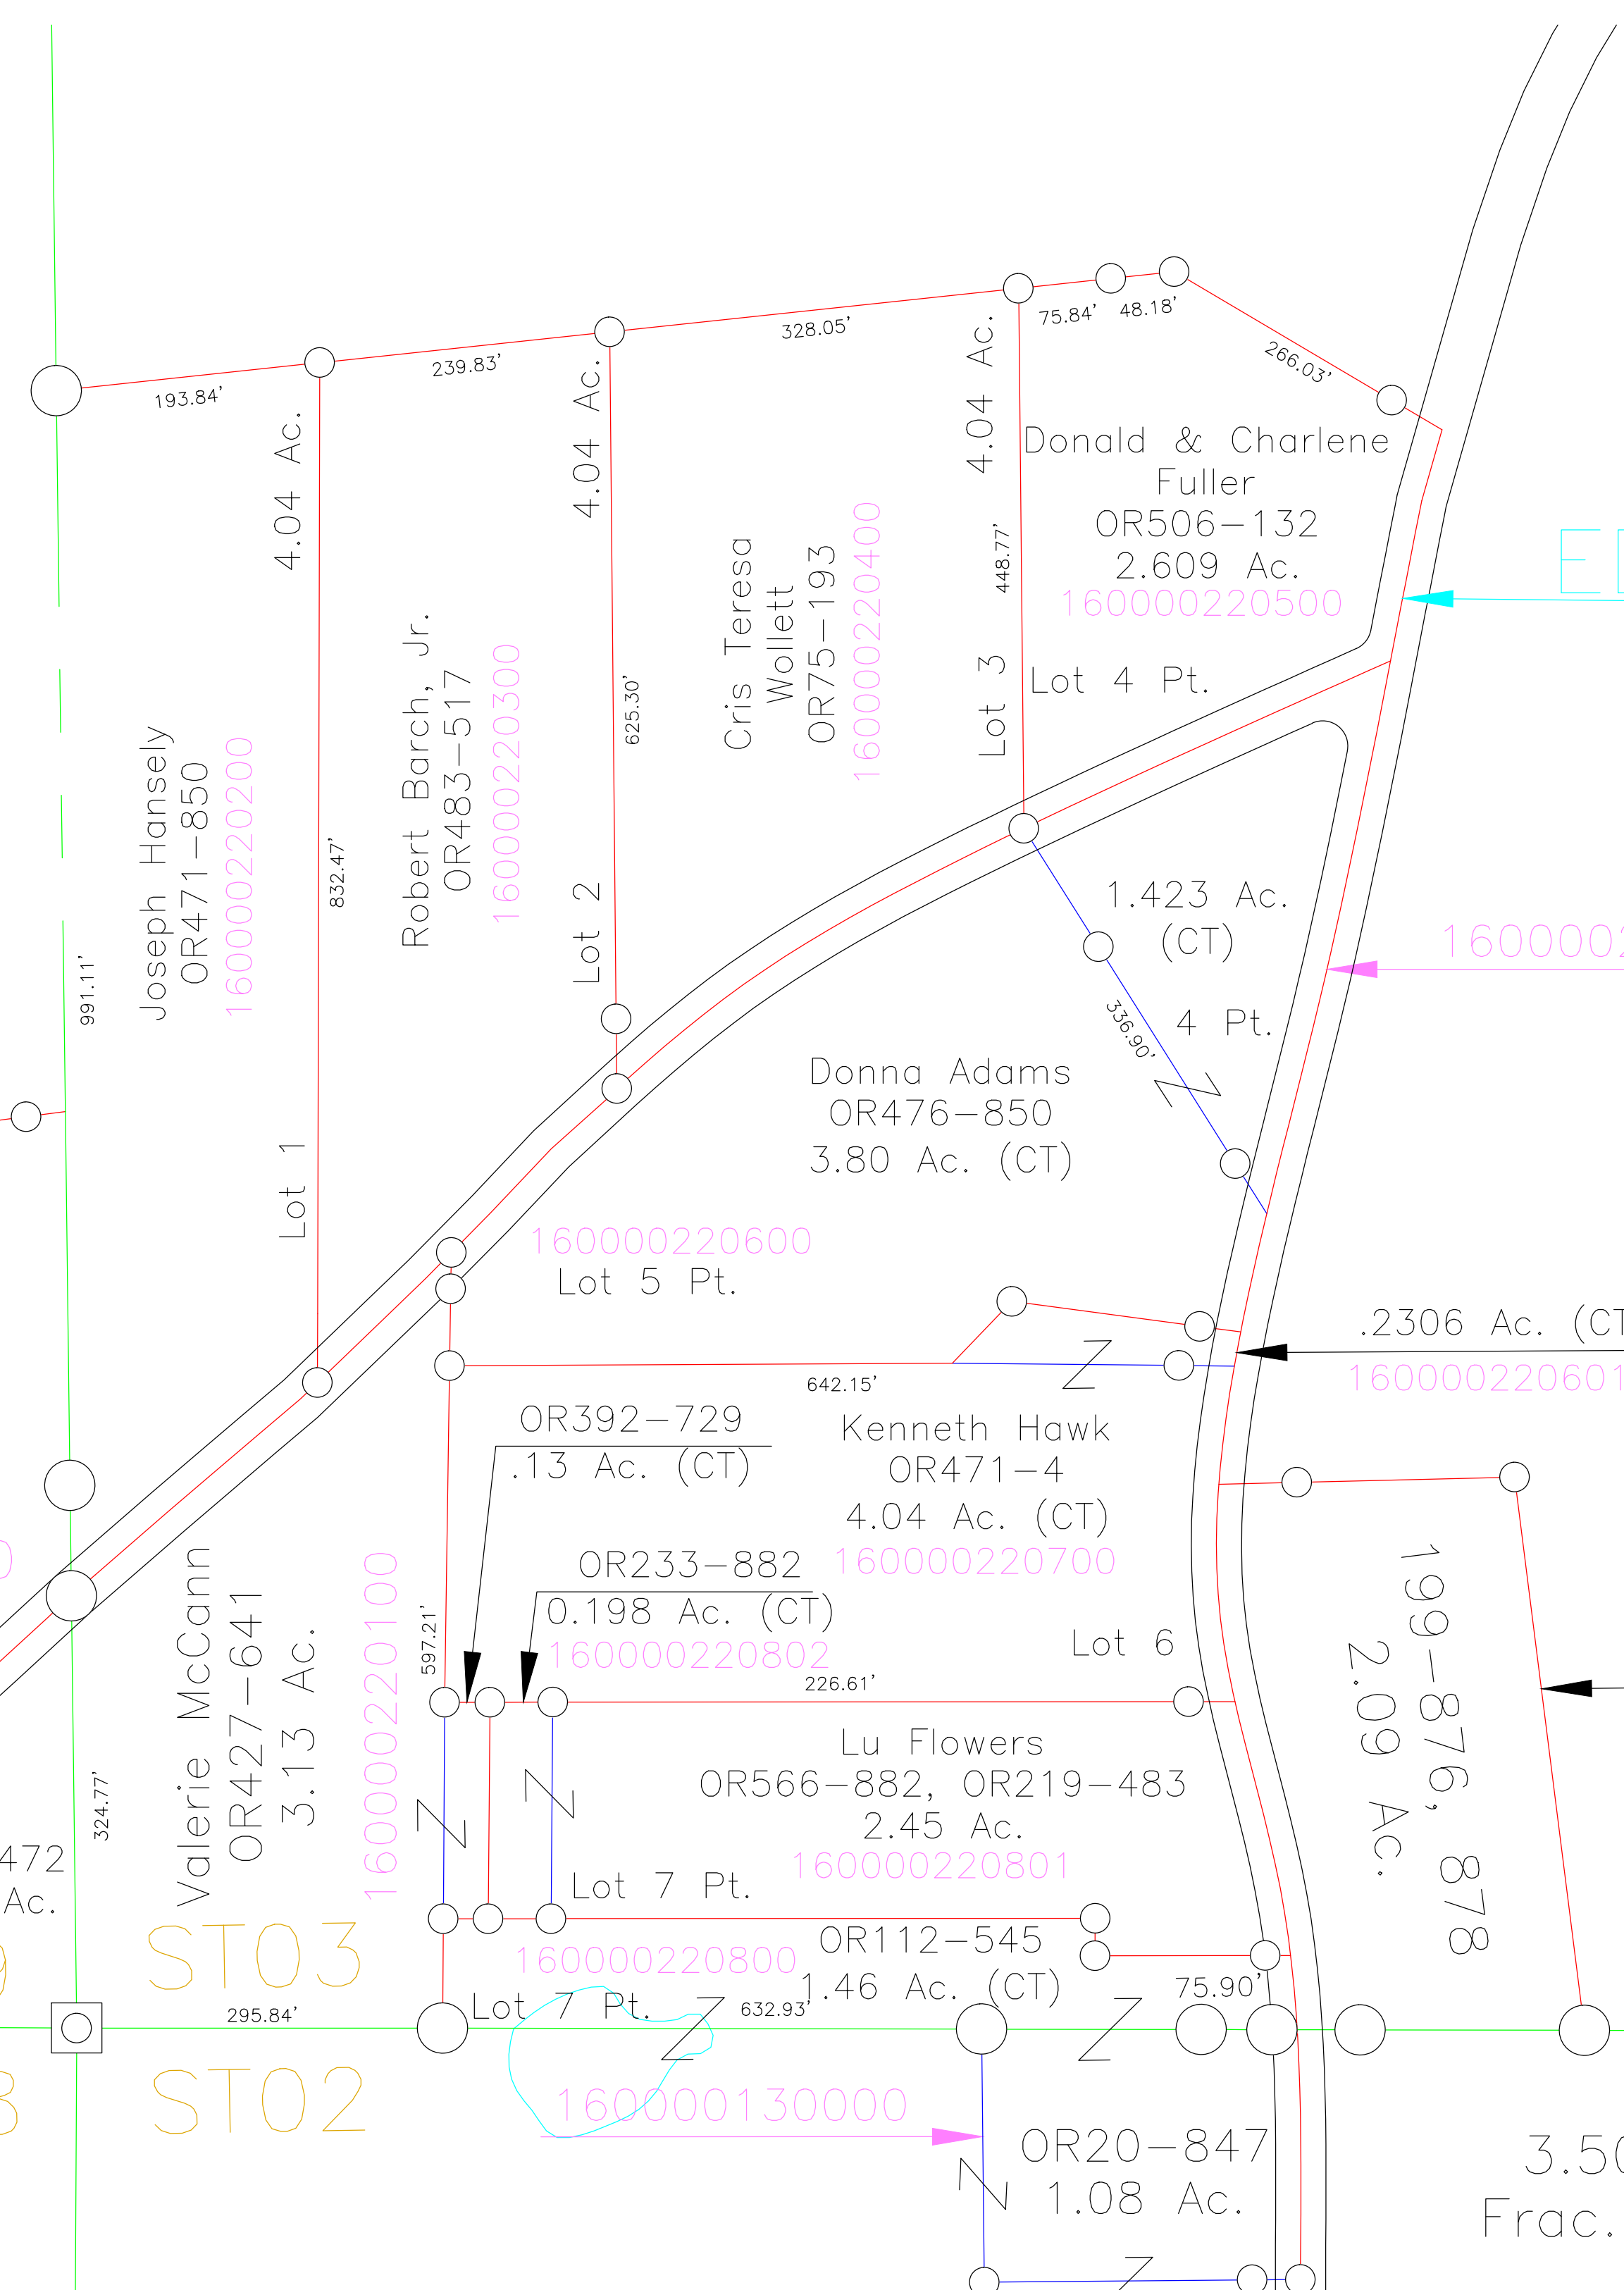 193.84'
239.83'
328.05'
75.84'
48.18'
266.03'
4.04 Ac.
4.04 Ac.
4.04 Ac.
Donald & Charlene
Fuller
OR506-132
2.609 Ac.
160000220500
Lot 4 Pt.
448.77'
Lot 3
Cris Teresa
Wollett
OR75-193
160000220400
625.30'
Lot 2
Robert Barch, Jr.
OR483-517
160000220300
832.47'
Lot 1
Joseph Hansely
OR471-850
160000220200
991.11'
1.423 Ac.
(CT)
4 Pt.
336.90'
Donna Adams
OR476-850
3.80 Ac. (CT)
160000220600
Lot 5 Pt.
.2306 Ac. (CT
160000220601
642.15'
OR392-729
.13 Ac. (CT)
Kenneth Hawk
OR471-4
4.04 Ac. (CT)
160000220700
OR233-882
0.198 Ac. (CT)
160000220802
Lot 6
226.61'
597.21'
Valerie McCann
OR427-641
3.13 Ac.
160000220100
324.77'
199-876, 878
2.09 Ac.
Lu Flowers
OR566-882, OR219-483
2.45 Ac.
160000220801
Lot 7 Pt.
472
Ac.
ST03
160000220800
OR112-545
1.46 Ac. (CT)
75.90'
Lot 7 Pt.
632.93'
295.84'
ST02
160000130000
OR20-847
1.08 Ac.
3.50
Frac.